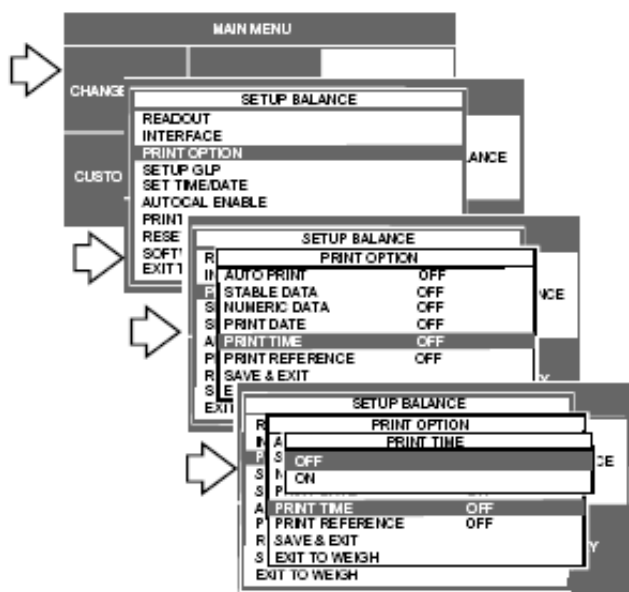 MAIN MENU
CHANGE
SETUP BALANCE
READOUT
INTERFACE
PRINT OPTION
ANCE
SETUP GLP
CUSTO
SET TIME/DATE
AUTOCAL ENABLE
PRINT
RESE
SOFTW
EXIT T
SETUP BALANCE
R PRINT OPTION
IN AUTO PRINT OFF
P STABLE DATA OFF
NCE
S NUMERIC DATA OFF
S PRINT DATE OFF
A PRINT TIME OFF
P PRINT REFERENCE OFF
R SAVE & EXIT
S E
Y
EXIT
SETUP BALANCE
R PRINT OPTION
IN A PRINT TIME
P S OFF
CE
S N ON
S
A PRINT TIME OFF
P PRINT REFERENCE OFF
R SAVE & EXIT
Y
S EXIT TO WEIGH
EXIT TO WEIGH